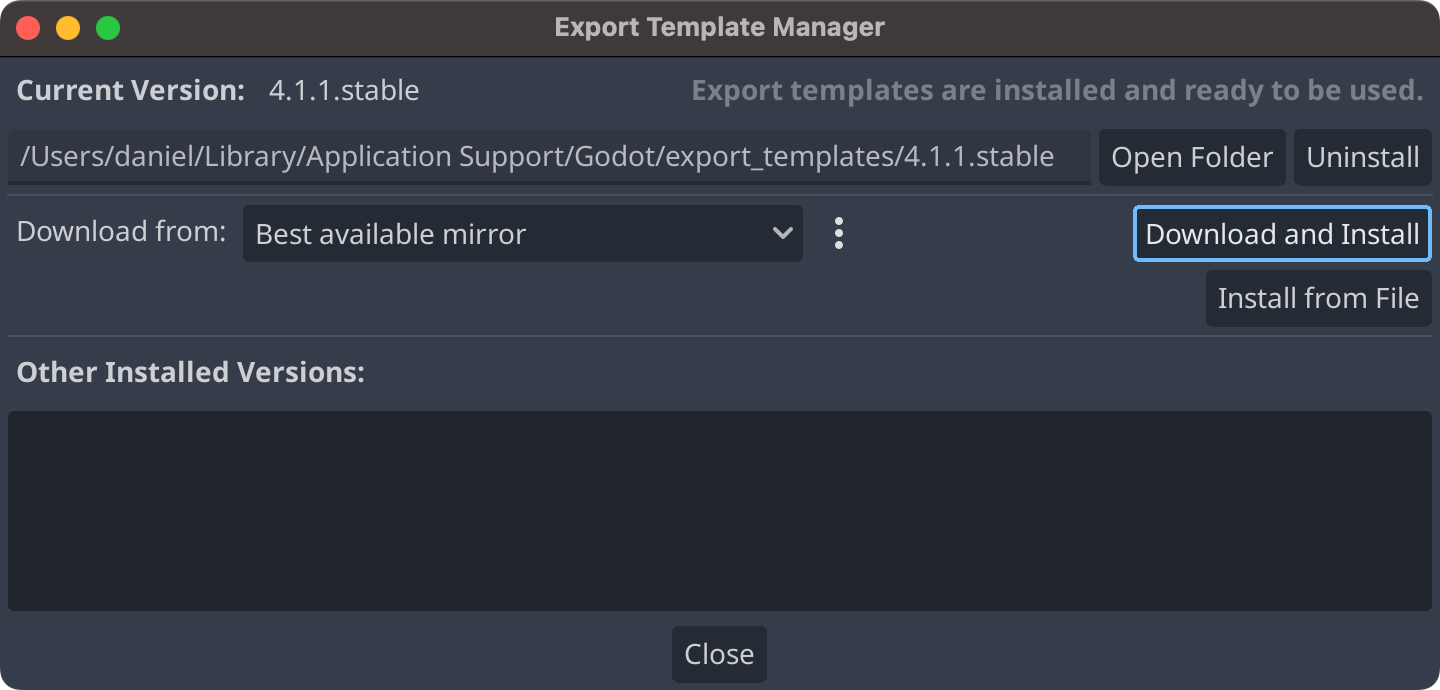 Export Template Manager
Current Version: 4.1.1.stable Export templates are installed and ready to be used.
/Users/daniel/Library/Application Support/Godot/export_templates/4.1.1.stable Open Folder Uninstall
Download from: Best available mirror Download and Install
Install from File
Other Installed Versions:
Close